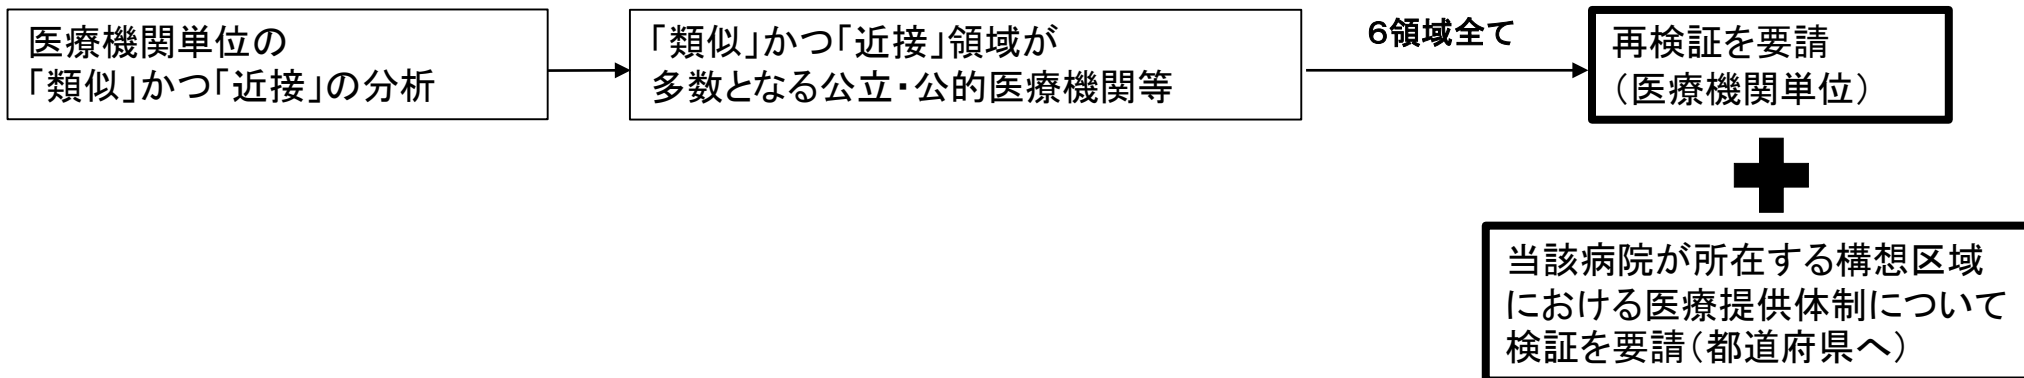 医療機関単位の
「類似」かつ「近接」の分析
「類似」かつ「近接」領域が
多数となる公立・公的医療機関等
６領域全て
再検証を要請
（医療機関単位）
当該病院が所在する構想区域
における医療提供体制について
検証を要請（都道府県へ）